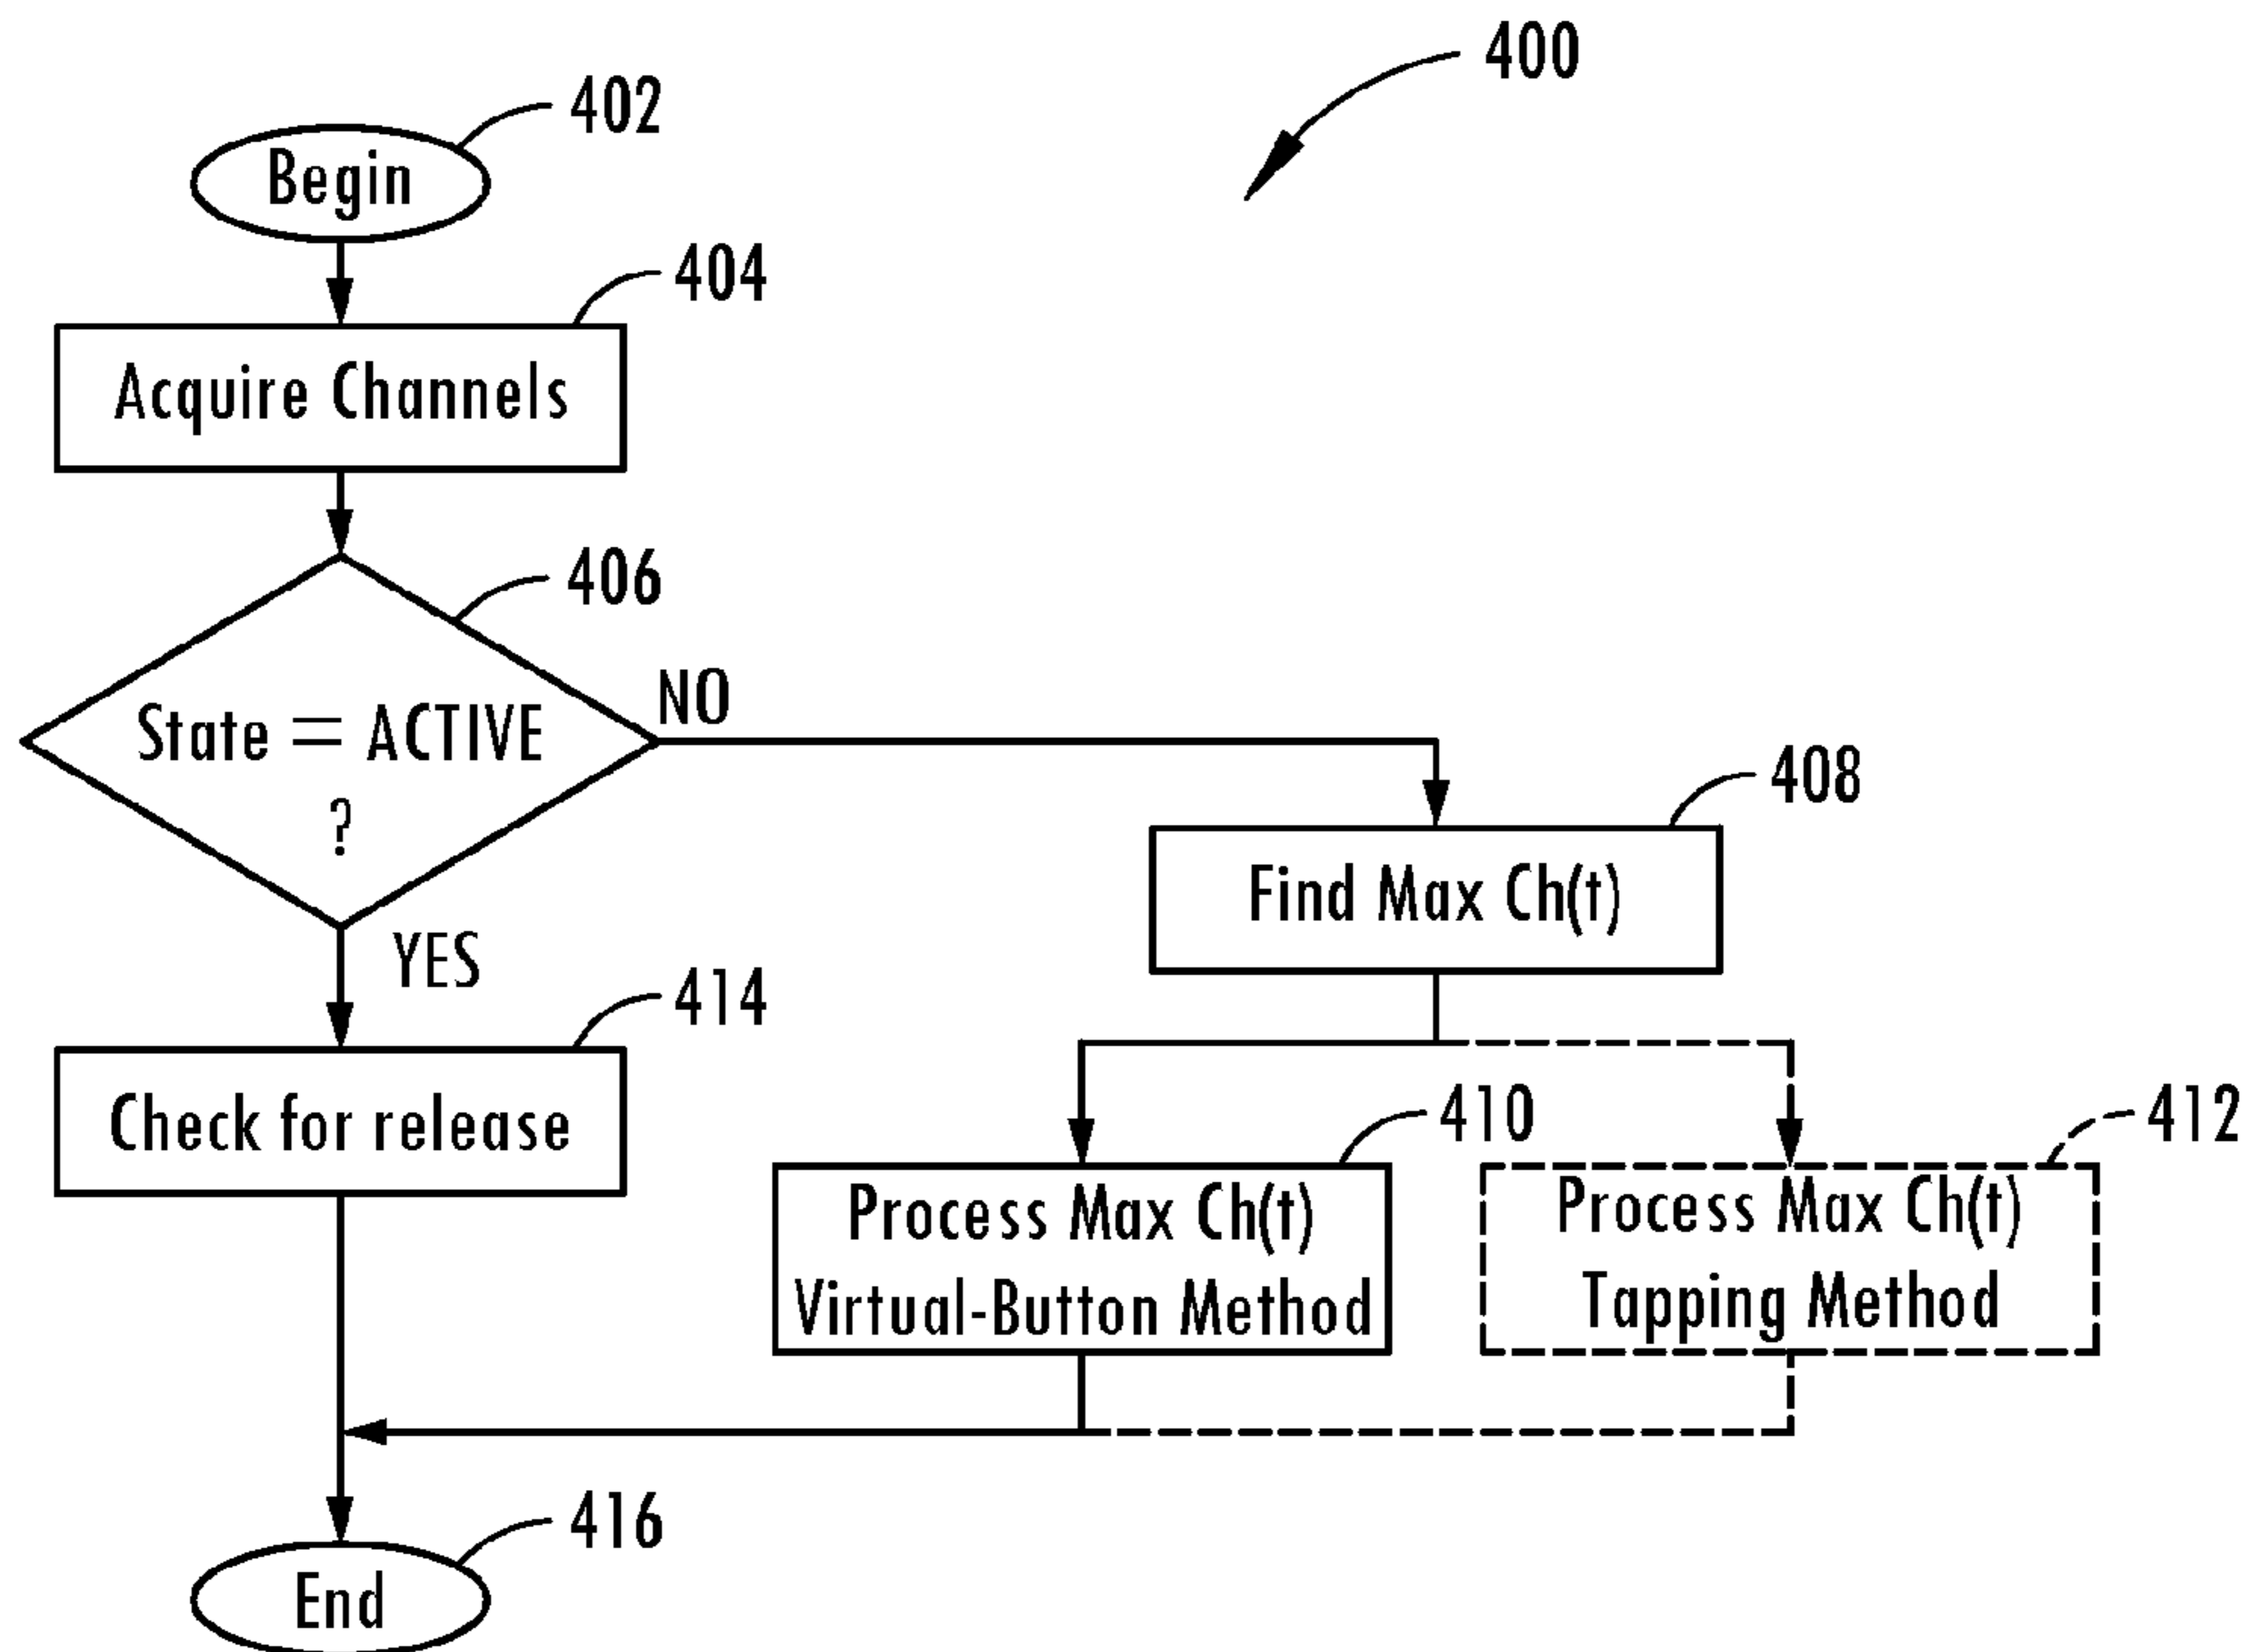 400
402
Begin
404
Acquire Channels
406
State = ACTIVE
?
NO
YES
408
Find Max Ch(t)
414
Check for release
410
Process Max Ch(t)
Virtual-Button Method
412
Process Max Ch(t)
Tapping Method
416
End